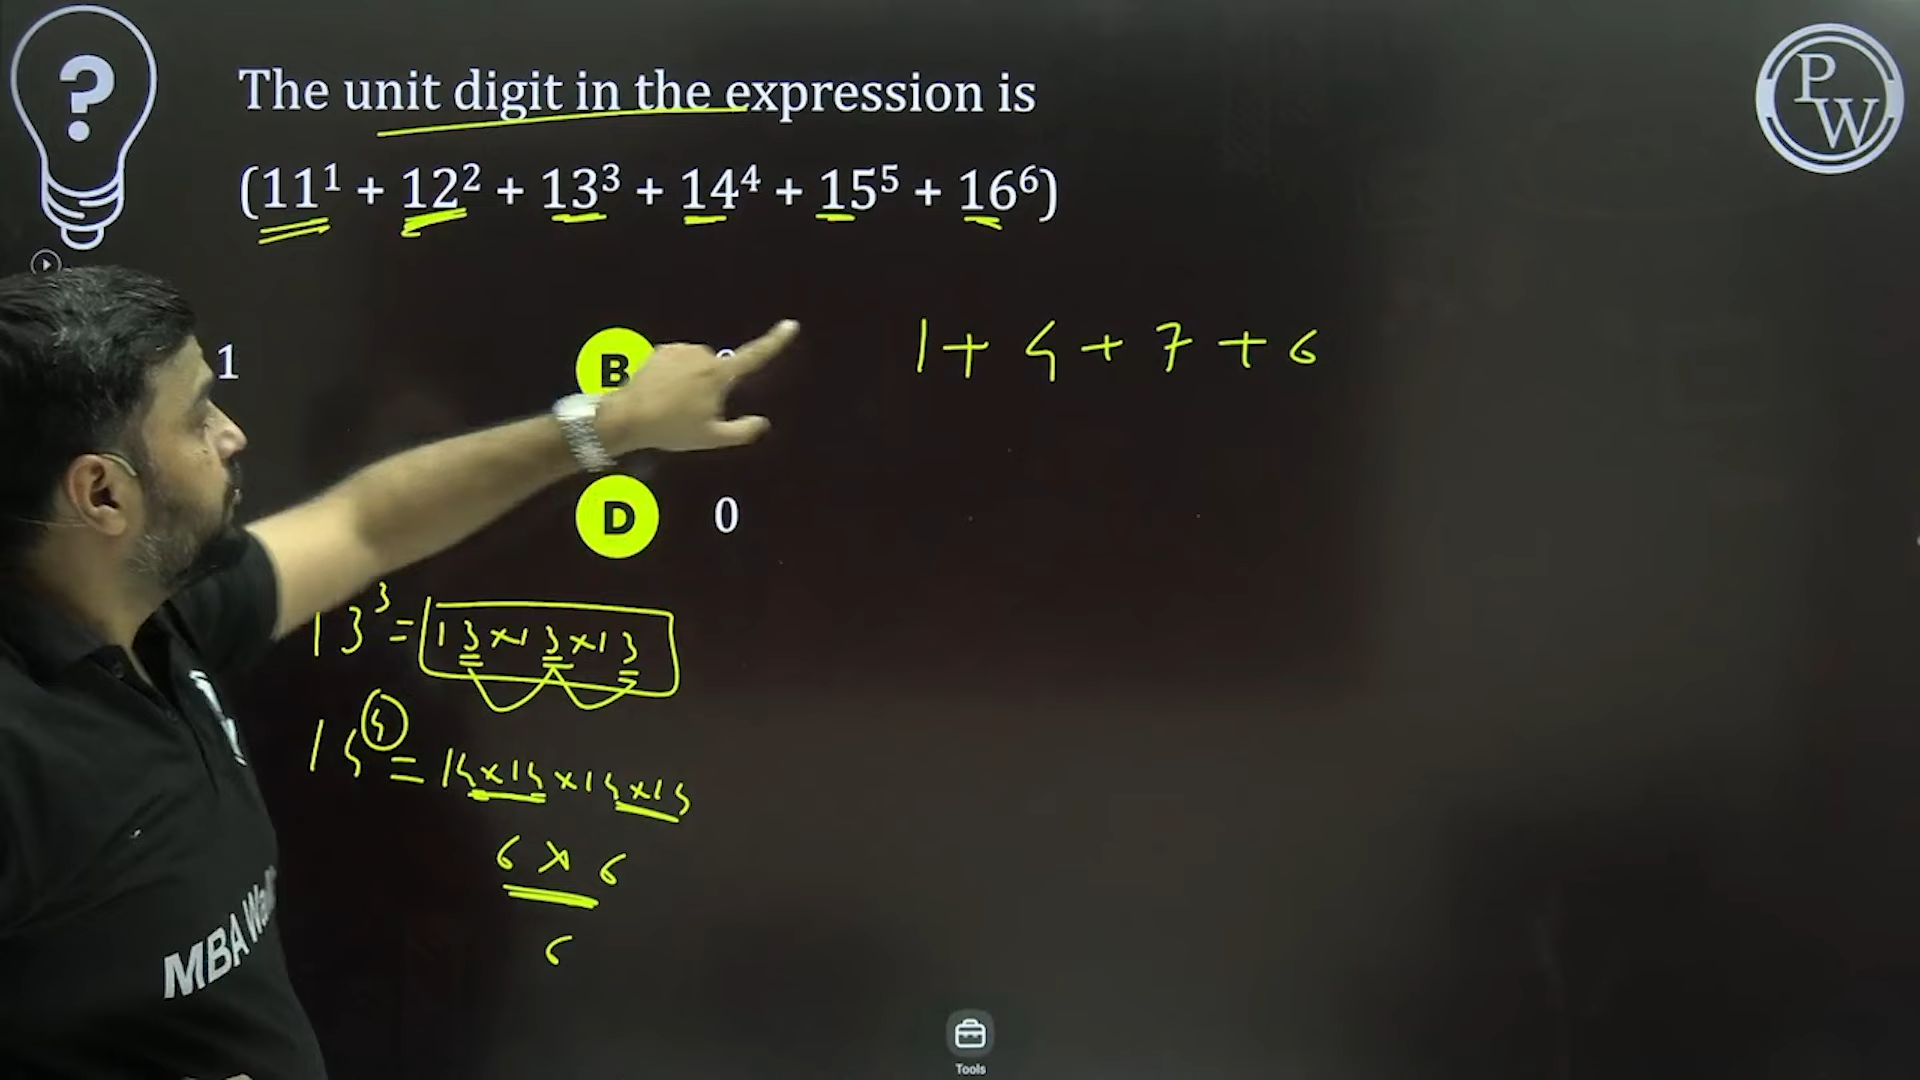 ?
The unit digit in the expression is
P
W
(11¹ + 12² + 13³ + 14⁴ + 15⁵ + 16⁶)
1
B
1 + 4 + 7 + 6
D 0
13³ = 13×13×13
14⁴ = 14×14×14×14
6 × 6
6
MBA
Tools